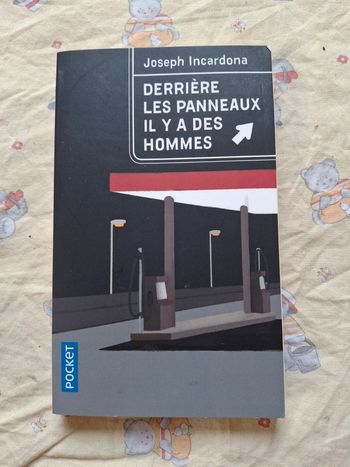 Joseph Incardona
DERRIÈRE
LES PANNEAUX
IL Y A DES
HOMMES
POCKET